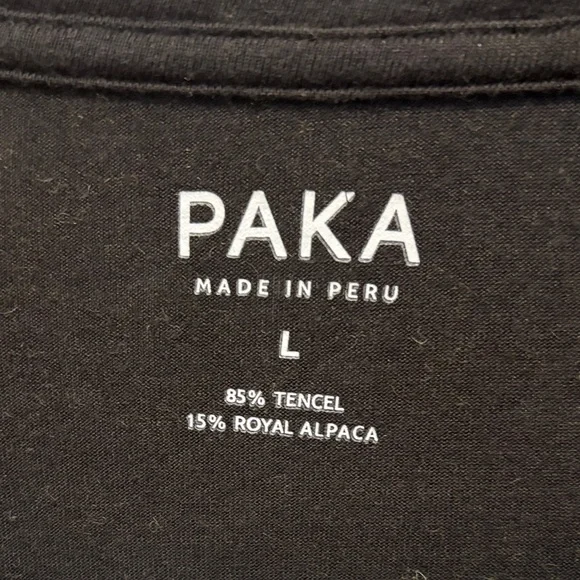 PAKA
MADE IN PERU
L
85% TENCEL
15% ROYAL ALPACA